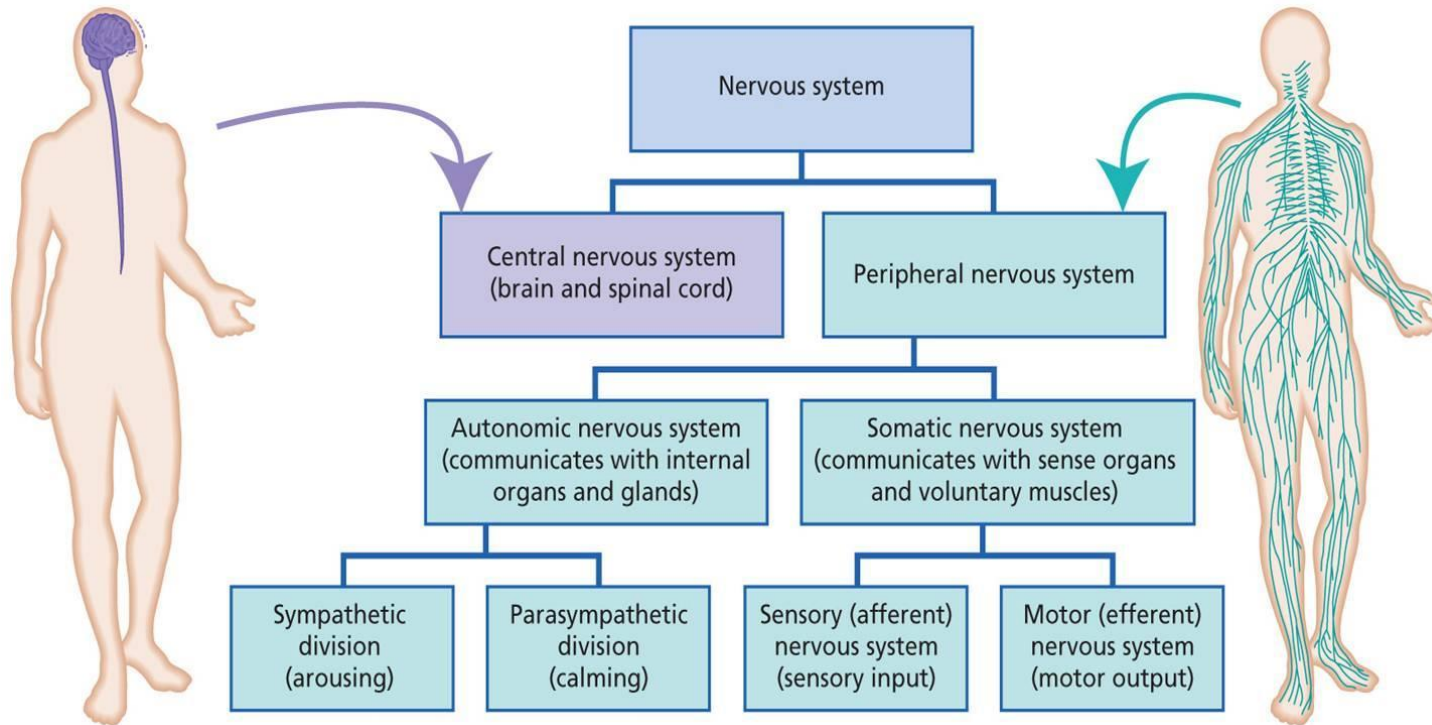 Nervous system
Central nervous system
(brain and spinal cord)
Peripheral nervous system
Autonomic nervous system
(communicates with internal
organs and glands)
Somatic nervous system
(communicates with sense organs
and voluntary muscles)
Sympathetic
division
(arousing)
Parasympathetic
division
(calming)
Sensory (afferent)
nervous system
(sensory input)
Motor (efferent)
nervous system
(motor output)